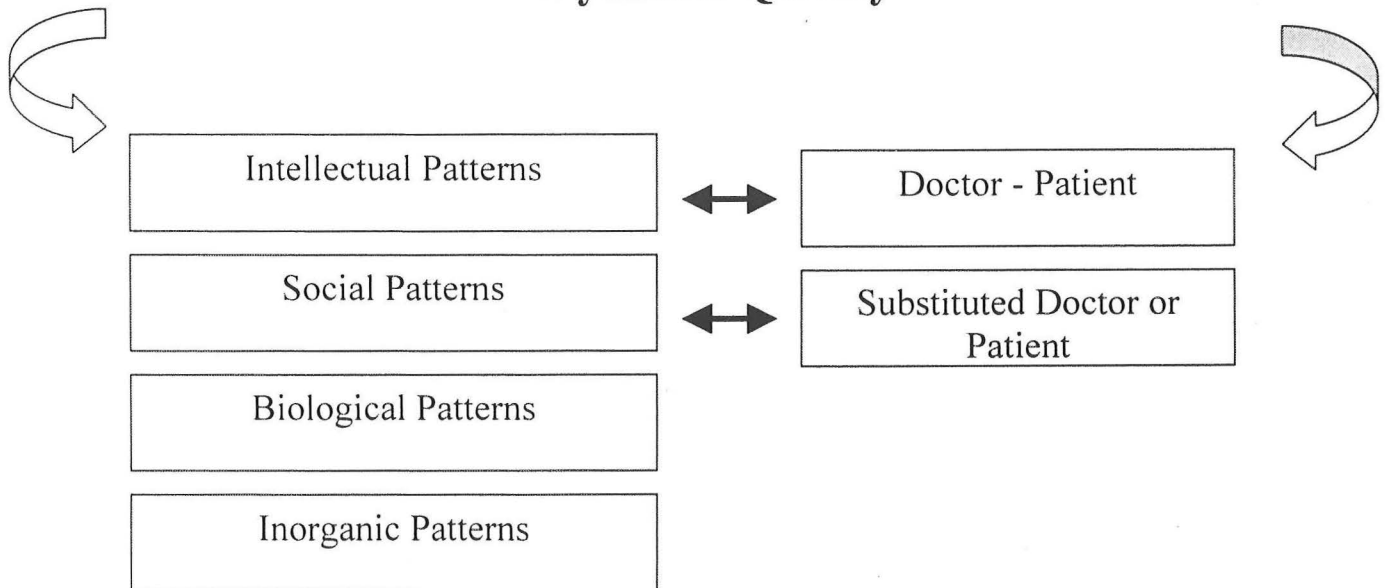 Intellectual Patterns
Doctor - Patient
Social Patterns
Substituted Doctor or
Patient
Biological Patterns
Inorganic Patterns